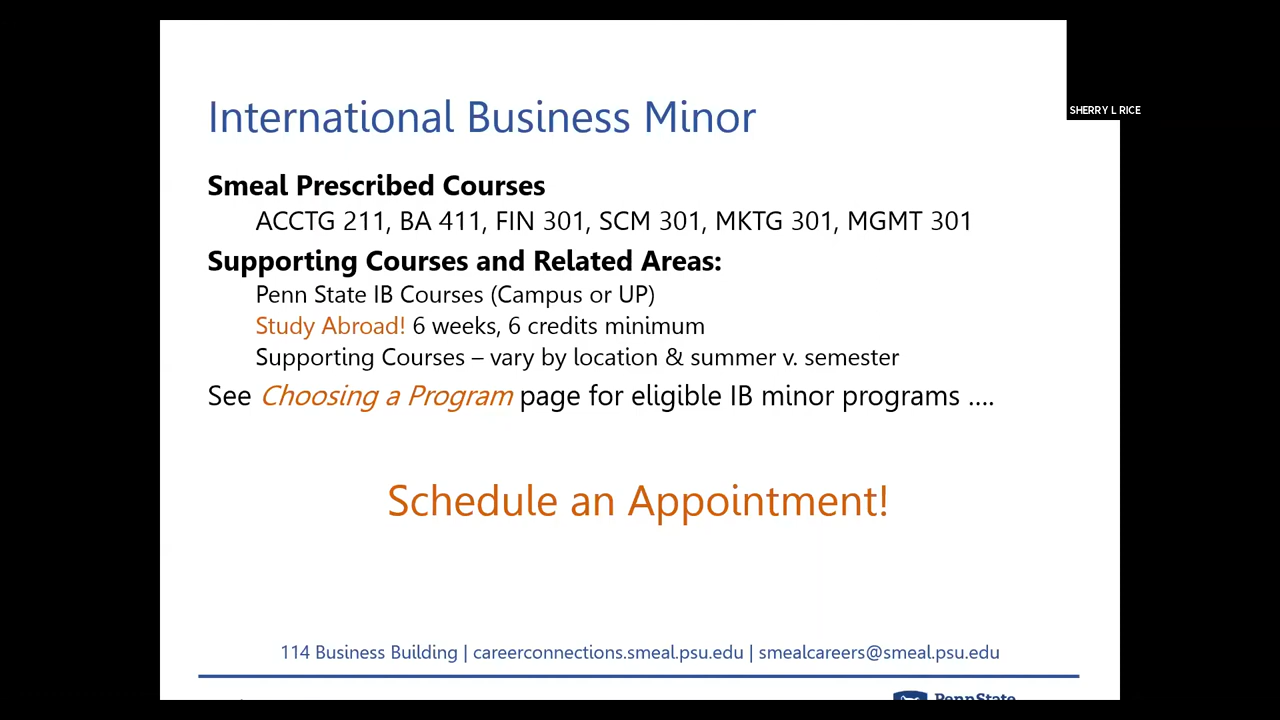 International Business Minor
SHERRY L RICE
Smeal Prescribed Courses
ACCTG 211, BA 411, FIN 301, SCM 301, MKTG 301, MGMT 301
Supporting Courses and Related Areas:
Penn State IB Courses (Campus or UP)
Study Abroad! 6 weeks, 6 credits minimum
Supporting Courses – vary by location & summer v. semester
See Choosing a Program page for eligible IB minor programs ....
Schedule an Appointment!
114 Business Building | careerconnections.smeal.psu.edu | smealcareers@smeal.psu.edu
PennState